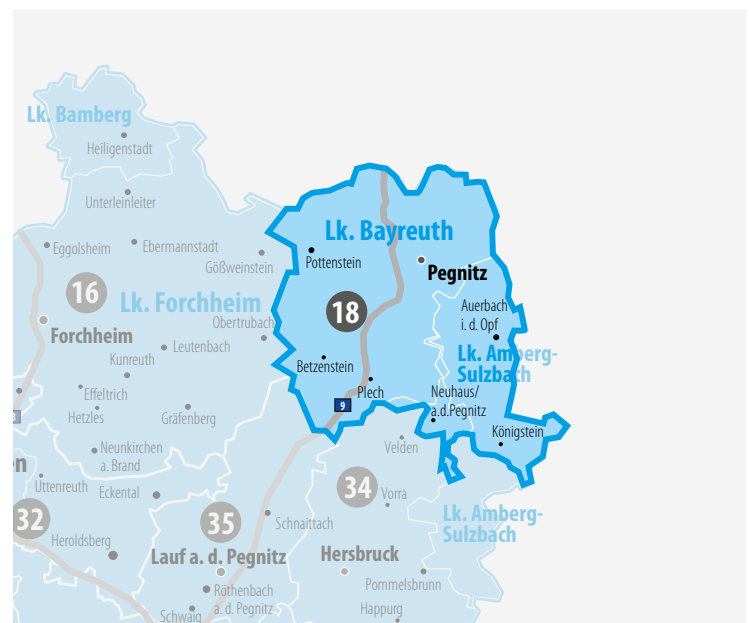 Lk. Bamberg
Heiligenstadt
Unterleinleiter
Eggolsheim
Ebermannstadt
Gößweinstein
Lk. Bayreuth
Pottenstein
Pegnitz
16
Lk. Forchheim
18
Auerbach
i. d. Opf
Obertrubach
Forchheim
Leutenbach
Kunreuth
Betzenstein
Lk. Amberg-
Sulzbach
Effeltrich
Plech
Neuhaus/
a.d.Pegnitz
9
Hetzles
Gräfenberg
Königstein
Neunkirchen
a. Brand
Velden
n
Uttenreuth
Eckental
34
Vorra
32
35
Schnaittach
Lk. Amberg-
Sulzbach
Heroldsberg
Lauf a. d. Pegnitz
Hersbruck
Röthenbach
a. d. Pegnitz
Pommelsbrunn
Schwaig
Happurg